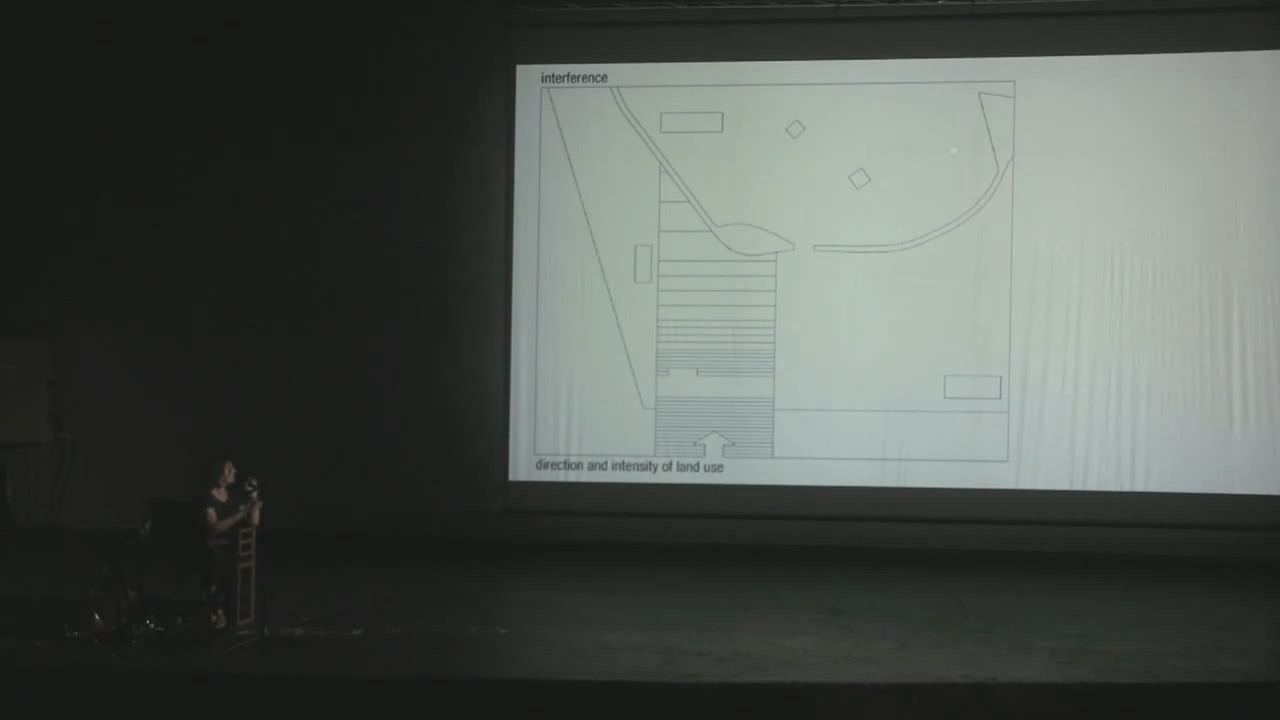 interference
direction and intensity of land use